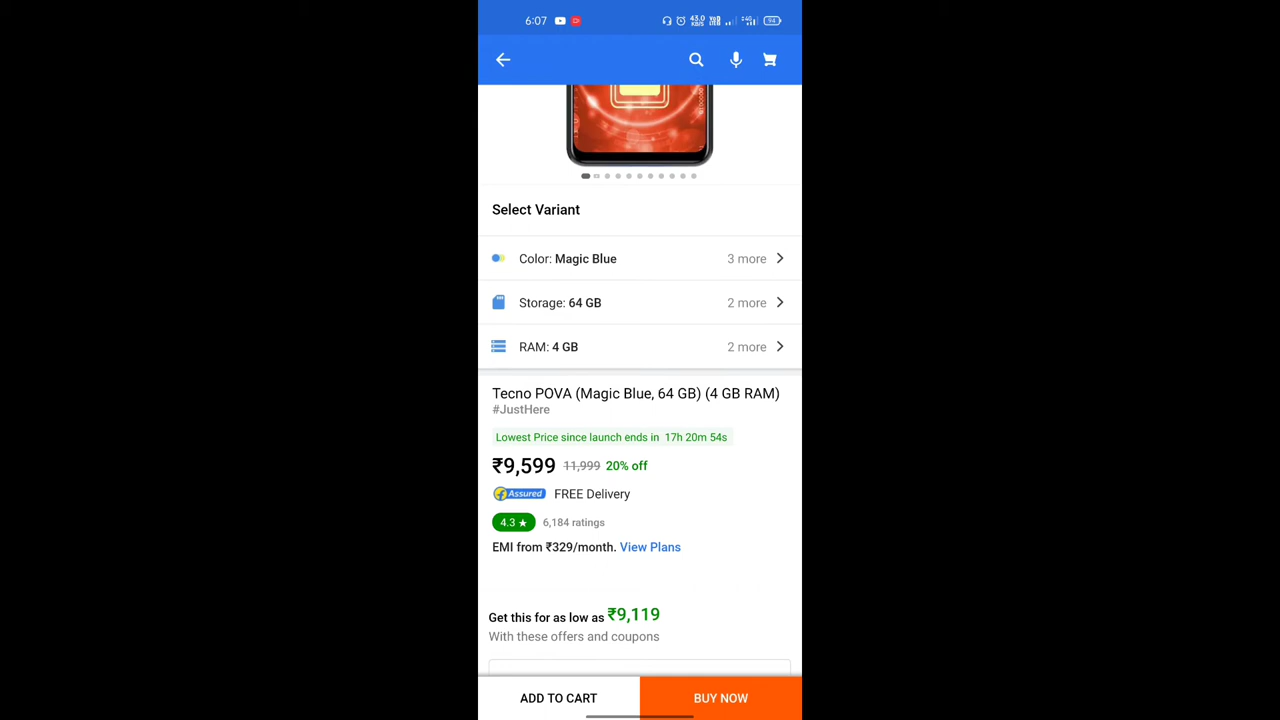 6:07
43.0 KB/S
94
Select Variant
Color: Magic Blue 3 more
Storage: 64 GB 2 more
RAM: 4 GB 2 more
Tecno POVA (Magic Blue, 64 GB) (4 GB RAM)
#JustHere
Lowest Price since launch ends in 17h 20m 54s
₹9,599 11,999 20% off
Assured FREE Delivery
4.3 ★ 6,184 ratings
EMI from ₹329/month. View Plans
Get this for as low as ₹9,119
With these offers and coupons
ADD TO CART BUY NOW